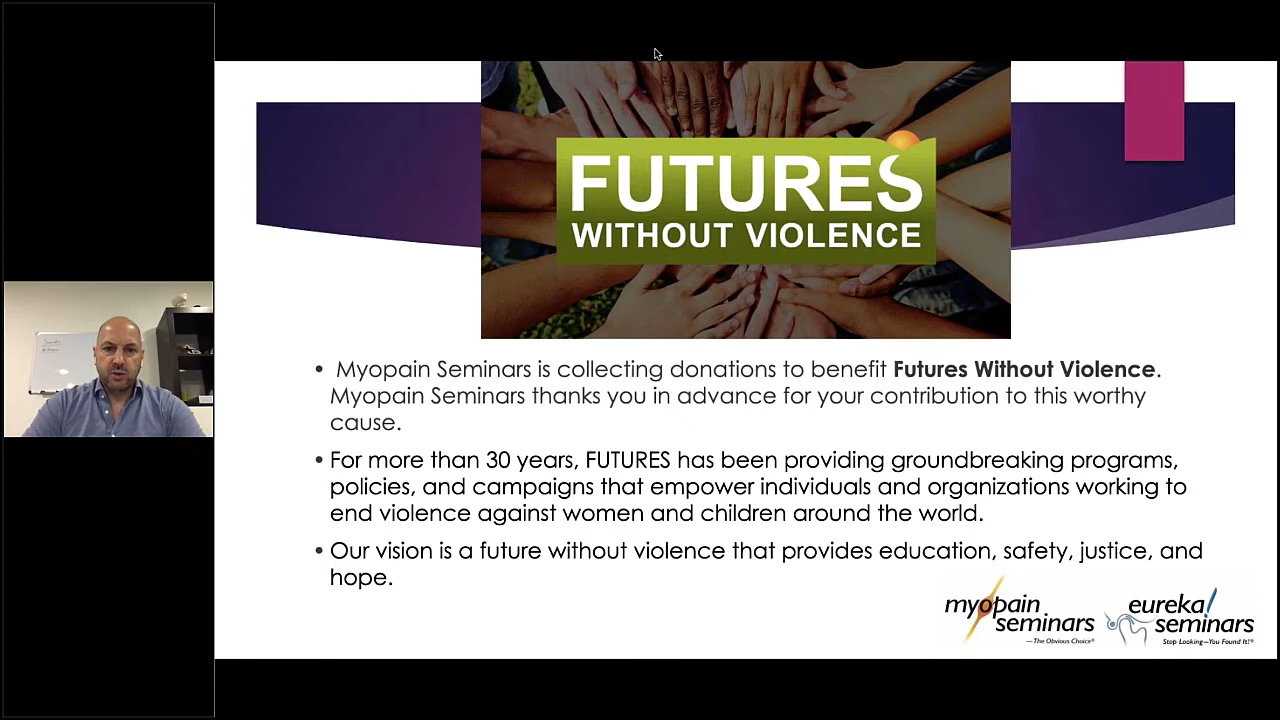 FUTURES
WITHOUT VIOLENCE
• Myopain Seminars is collecting donations to benefit Futures Without Violence.
Myopain Seminars thanks you in advance for your contribution to this worthy
cause.
• For more than 30 years, FUTURES has been providing groundbreaking programs,
policies, and campaigns that empower individuals and organizations working to
end violence against women and children around the world.
• Our vision is a future without violence that provides education, safety, justice, and
hope.
myopain
seminars
—The Obvious Choice®
eureka!
seminars
Stop Looking—You Found It!®